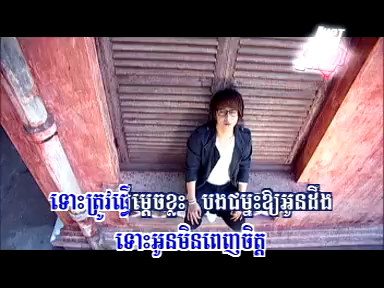 ទោះត្រូវធ្វើម្ដេចខ្លះ បងជម្នះឱ្យអូនដឹង
ទោះអូនមិនពេញចិត្ត